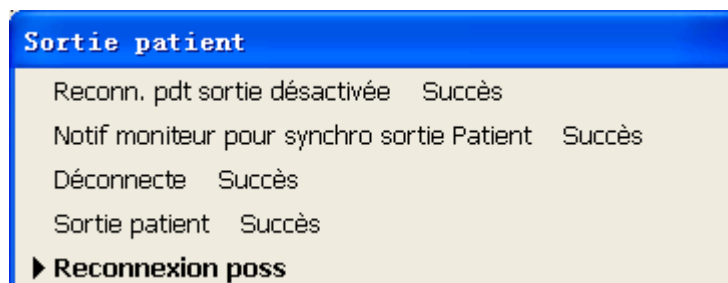 Sortie patient
Reconn. pdt sortie désactivée Succès
Notif moniteur pour synchro sortie Patient Succès
Déconnecte Succès
Sortie patient Succès
Reconnexion poss